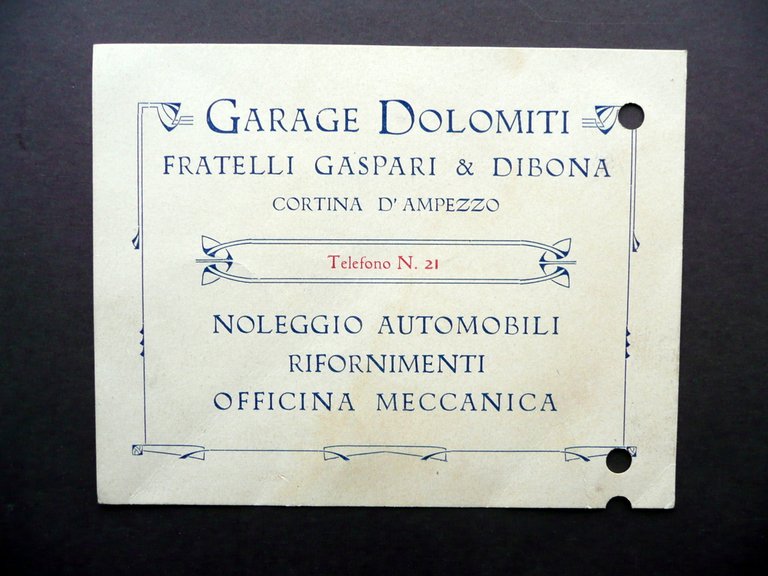 GARAGE DOLOMITI
FRATELLI GASPARI & DIBONA
CORTINA D'AMPEZZO
Telefono N. 21
NOLEGGIO AUTOMOBILI
RIFORNIMENTI
OFFICINA MECCANICA